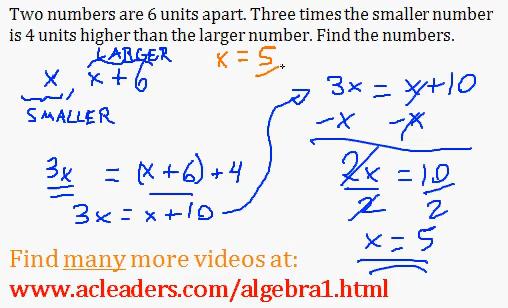 Two numbers are 6 units apart. Three times the smaller number
is 4 units higher than the larger number. Find the numbers.
LARGER
x, x+6
SMALLER
x = 5
3x = (x+6)+4
3x = x+10
3x = x+10
-x -x
2x = 10
2 2
x = 5
Find many more videos at:
www.acleaders.com/algebra1.html